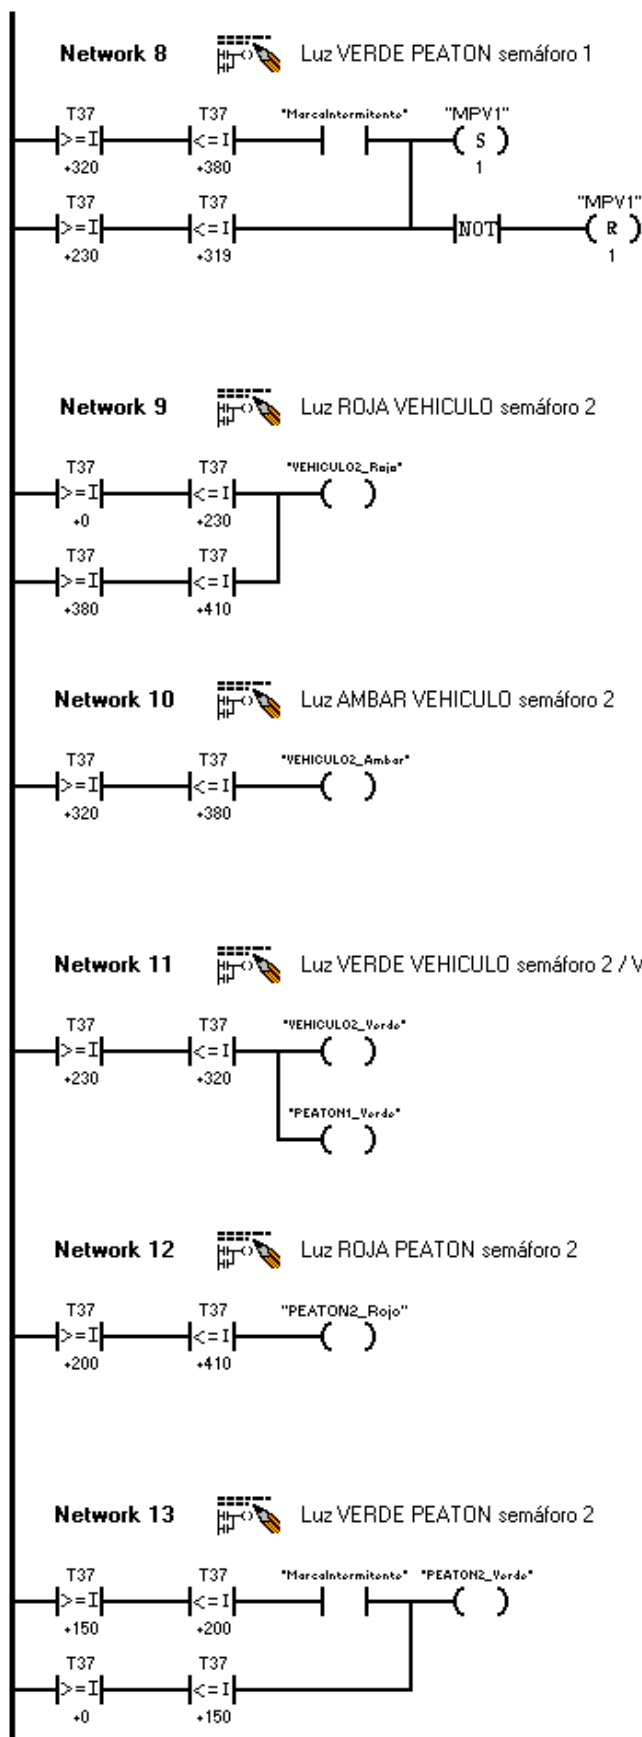 Network 8 Luz VERDE PEATON semáforo 1
T37 T37 "MarcaIntermitente" "MPV1"
>=I <=I S
+320 +380 1
T37 T37 "MPV1"
>=I <=I NOT R
+230 +319 1
Network 9 Luz ROJA VEHICULO semáforo 2
T37 T37 "VEHICULO2_Rojo"
>=I <=I
+0 +230
T37 T37
>=I <=I
+380 +410
Network 10 Luz AMBAR VEHICULO semáforo 2
T37 T37 "VEHICULO2_Ambar"
>=I <=I
+320 +380
Network 11 Luz VERDE VEHICULO semáforo 2 / V
T37 T37 "VEHICULO2_Verde"
>=I <=I
+230 +320
"PEATON1_Verde"
Network 12 Luz ROJA PEATON semáforo 2
T37 T37 "PEATON2_Rojo"
>=I <=I
+200 +410
Network 13 Luz VERDE PEATON semáforo 2
T37 T37 "MarcaIntermitente" "PEATON2_Verde"
>=I <=I
+150 +200
T37 T37
>=I <=I
+0 +150